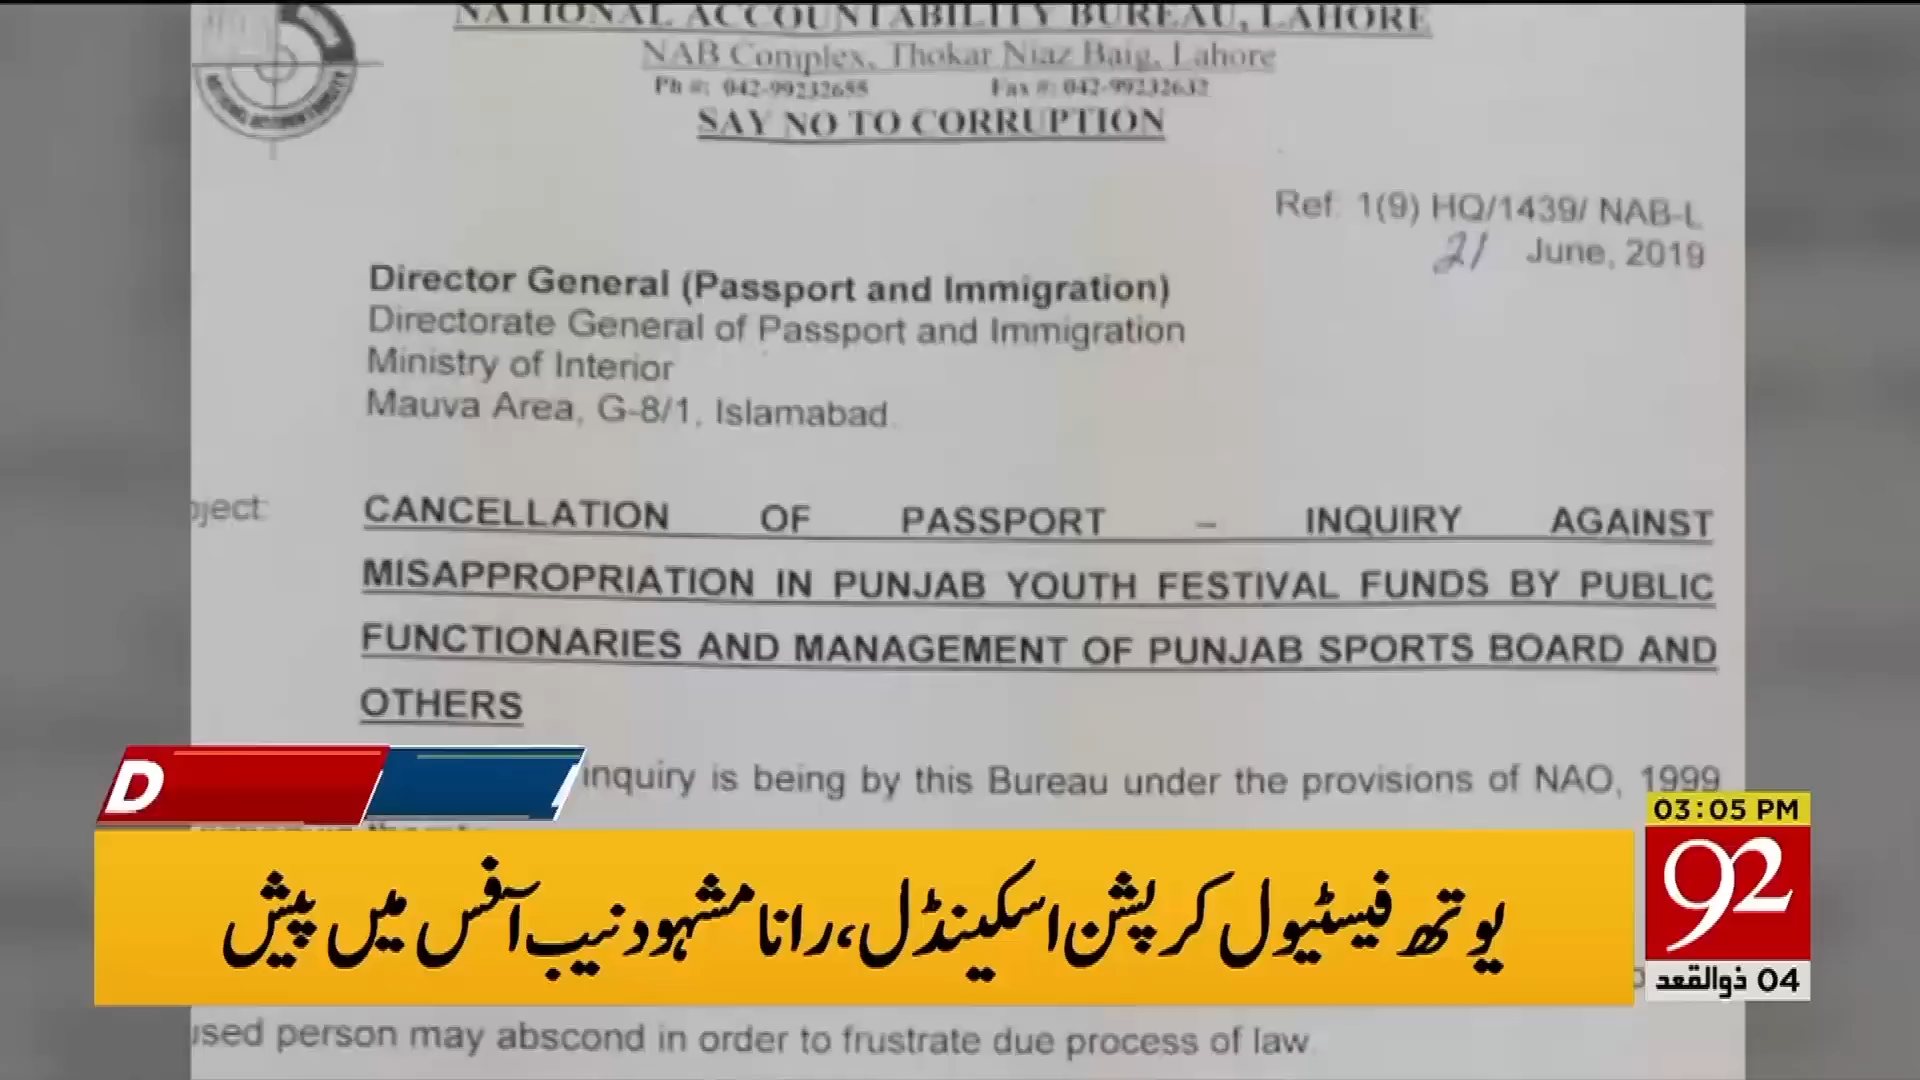 NATIONAL ACCOUNTABILITY BUREAU, LAHORE
NAB Complex, Thokar Niaz Baig, Lahore
Ph #: 042-99232655 Fax #: 042-99232632
SAY NO TO CORRUPTION
Ref: 1(9) HQ/1439/ NAB-L
21 June, 2019
Director General (Passport and Immigration)
Directorate General of Passport and Immigration
Ministry of Interior
Mauva Area, G-8/1, Islamabad.
ject:
CANCELLATION OF PASSPORT – INQUIRY AGAINST
MISAPPROPRIATION IN PUNJAB YOUTH FESTIVAL FUNDS BY PUBLIC
FUNCTIONARIES AND MANAGEMENT OF PUNJAB SPORTS BOARD AND
OTHERS
D
inquiry is being by this Bureau under the provisions of NAO, 1999
03:05 PM
92
یوتھ فیسٹیول کرپشن اسکینڈل، رانا مشہود نیب آفس میں پیش
04 ذوالقعد
used person may abscond in order to frustrate due process of law.